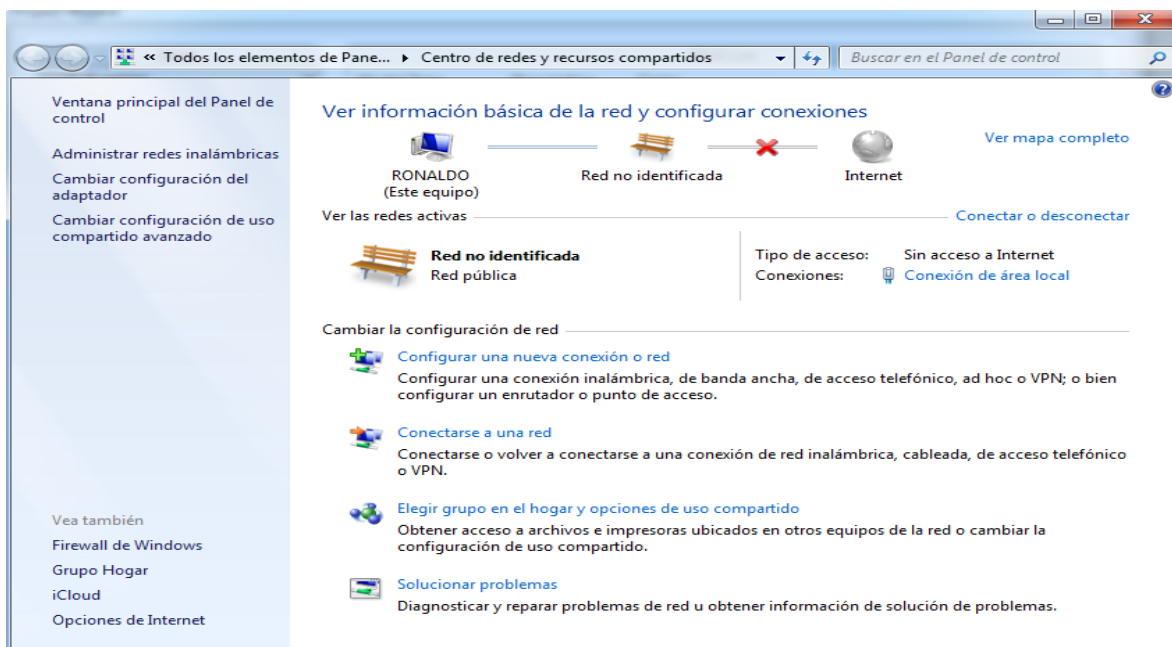 « Todos los elementos de Pane... ▸ Centro de redes y recursos compartidos
Buscar en el Panel de control
Ventana principal del Panel de
control
Administrar redes inalámbricas
Cambiar configuración del
adaptador
Cambiar configuración de uso
compartido avanzado
Vea también
Firewall de Windows
Grupo Hogar
iCloud
Opciones de Internet
Ver información básica de la red y configurar conexiones
Ver mapa completo
RONALDO
(Este equipo)
Red no identificada
Internet
Ver las redes activas
Conectar o desconectar
Red no identificada
Red pública
Tipo de acceso: Sin acceso a Internet
Conexiones: Conexión de área local
Cambiar la configuración de red
Configurar una nueva conexión o red
Configurar una conexión inalámbrica, de banda ancha, de acceso telefónico, ad hoc o VPN; o bien
configurar un enrutador o punto de acceso.
Conectarse a una red
Conectarse o volver a conectarse a una conexión de red inalámbrica, cableada, de acceso telefónico
o VPN.
Elegir grupo en el hogar y opciones de uso compartido
Obtener acceso a archivos e impresoras ubicados en otros equipos de la red o cambiar la
configuración de uso compartido.
Solucionar problemas
Diagnosticar y reparar problemas de red u obtener información de solución de problemas.